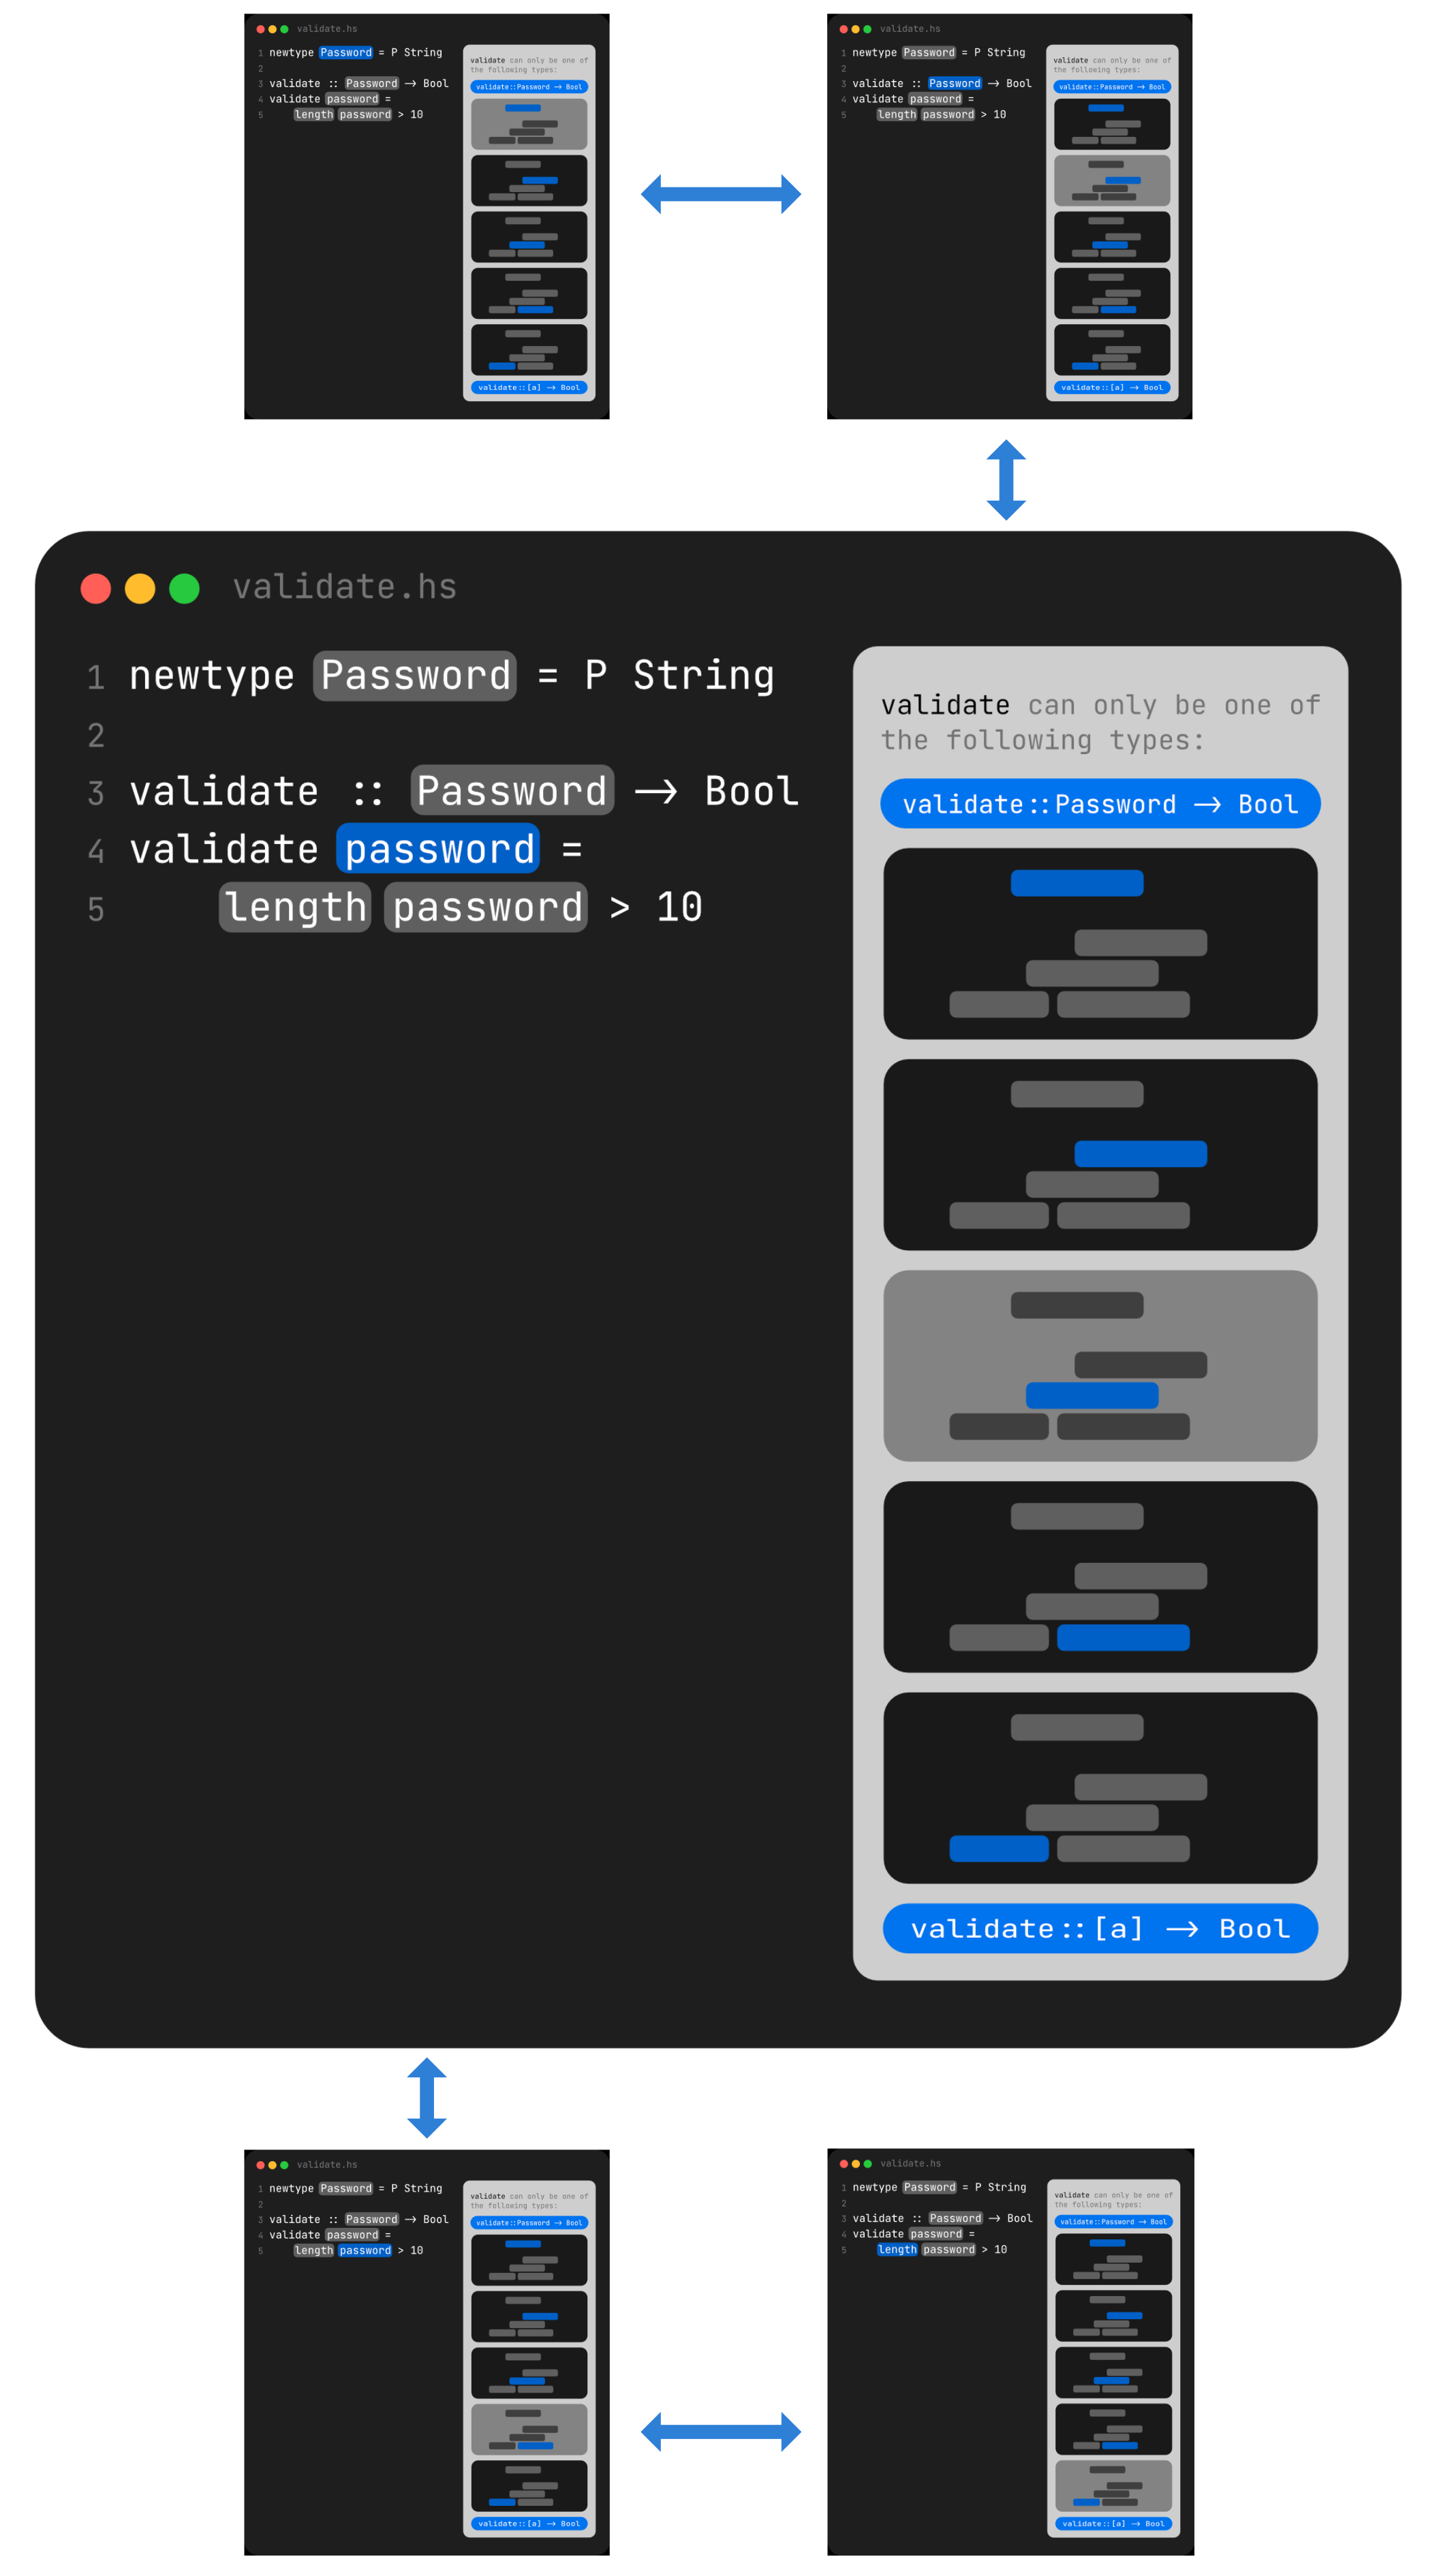 validate.hs
1 newtype Password = P String
2
3 validate :: Password → Bool
4 validate password =
5 length password > 10
validate can only be one of
the following types:
validate::Password → Bool
validate::[a] → Bool
validate.hs
1 newtype Password = P String
2
3 validate :: Password → Bool
4 validate password =
5 length password > 10
validate can only be one of
the following types:
validate::Password → Bool
validate::[a] → Bool
validate.hs
1 newtype Password = P String
2
3 validate :: Password → Bool
4 validate password =
5 length password > 10
validate can only be one of
the following types:
validate::Password → Bool
validate::[a] → Bool
validate.hs
1 newtype Password = P String
2
3 validate :: Password → Bool
4 validate password =
5 length password > 10
validate can only be one of
the following types:
validate::Password → Bool
validate::[a] → Bool
validate.hs
1 newtype Password = P String
2
3 validate :: Password → Bool
4 validate password =
5 length password > 10
validate can only be one of
the following types:
validate::Password → Bool
validate::[a] → Bool